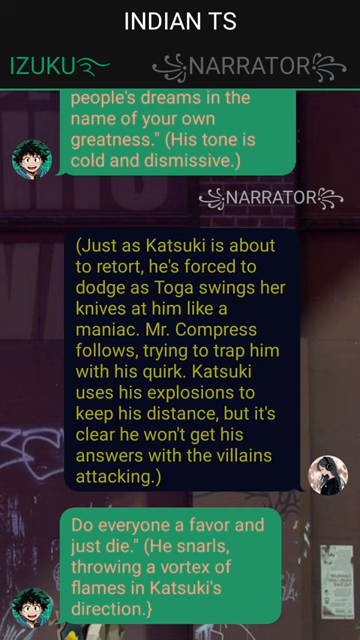 INDIAN TS
IZUKU NARRATOR
people's dreams in the
name of your own
greatness." (His tone is
cold and dismissive.)
NARRATOR
(Just as Katsuki is about
to retort, he's forced to
dodge as Toga swings her
knives at him like a
maniac. Mr. Compress
follows, trying to trap him
with his quirk. Katsuki
uses his explosions to
keep his distance, but it's
clear he won't get his
answers with the villains
attacking.)
Do everyone a favor and
just die." (He snarls,
throwing a vortex of
flames in Katsuki's
direction.}